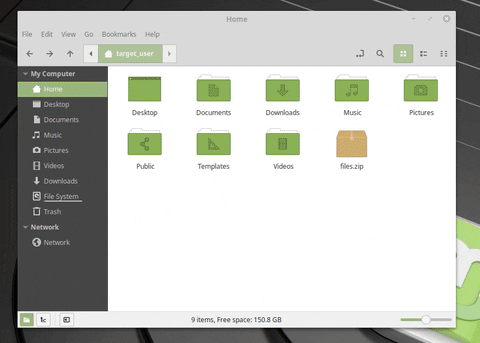 Home
File Edit View Go Bookmarks Help
target_user
My Computer
Home
Desktop
Documents
Music
Pictures
Videos
Downloads
File System
Trash
Network
Network
Desktop Documents Downloads Music Pictures
Public Templates Videos files.zip
9 items, Free space: 150.8 GB